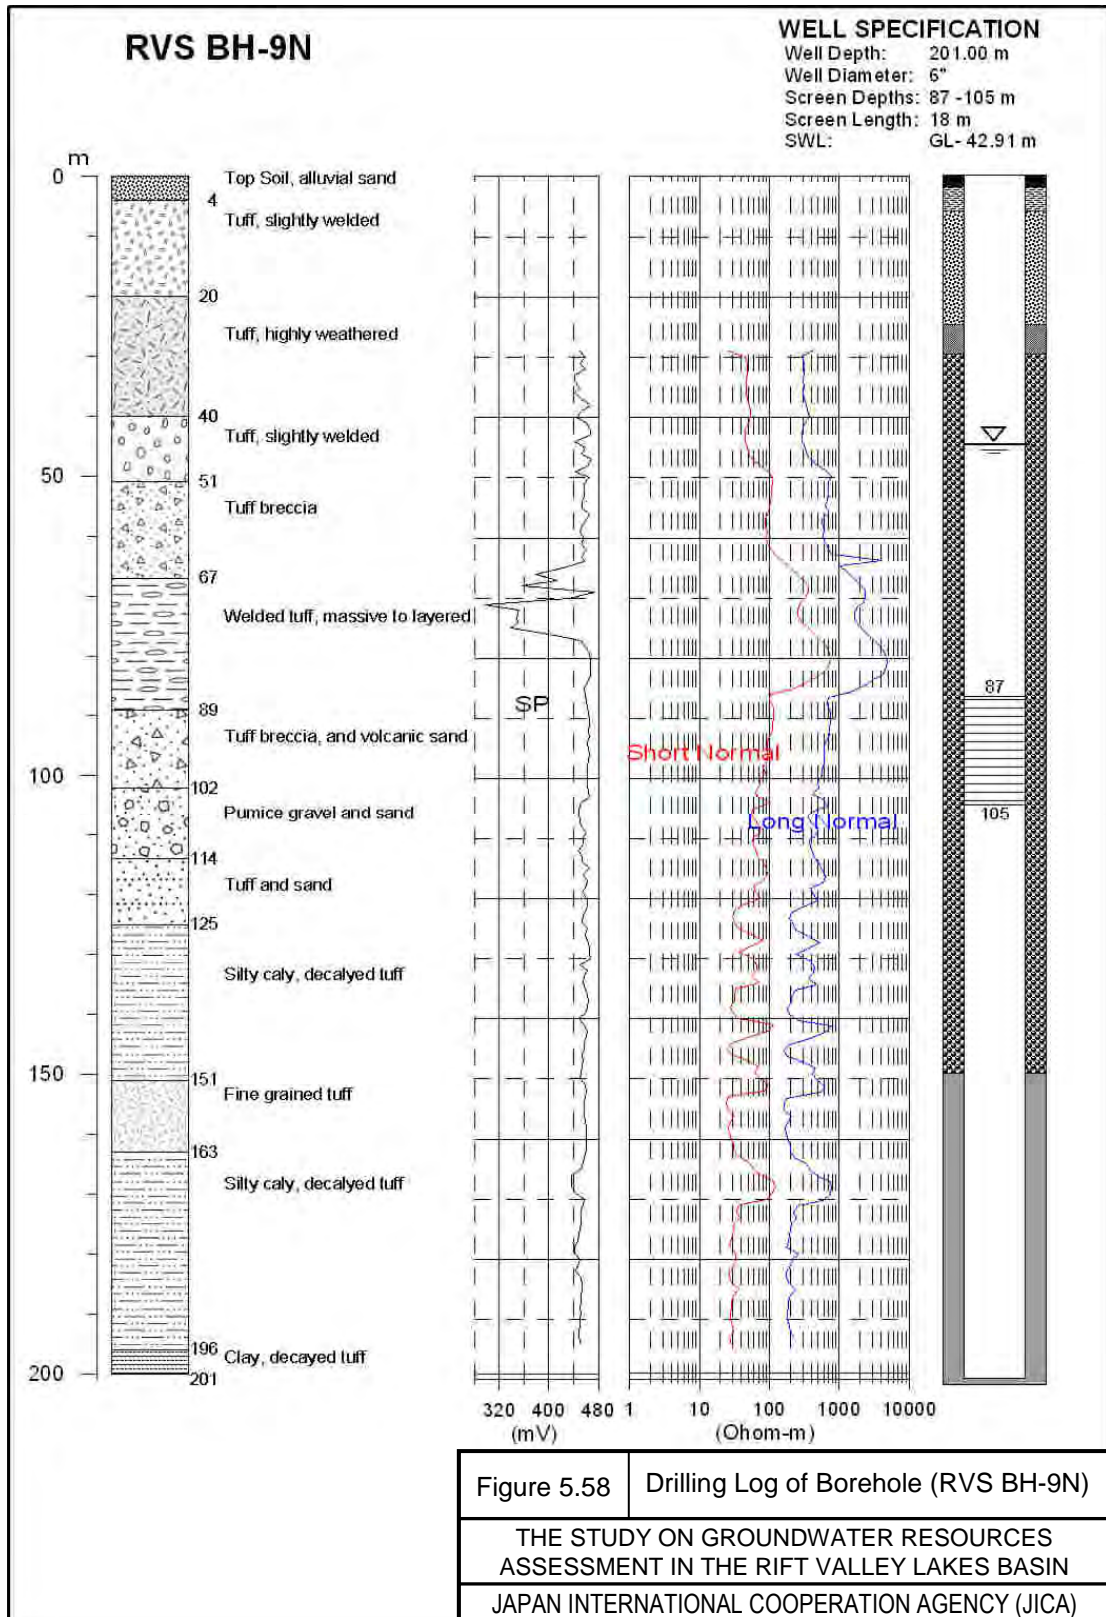 RVS BH-9N
WELL SPECIFICATION
Well Depth: 201.00 m
Well Diameter: 6"
Screen Depths: 87 -105 m
Screen Length: 18 m
SWL: GL- 42.91 m
m
0
Top Soil, alluvial sand
4
Tuff, slightly welded
20
Tuff, highly weathered
40
Tuff, slightly welded
50
51
Tuff breccia
67
Welded tuff, massive to layered
87
SP
89
Tuff breccia, and volcanic sand
Short Normal
100
102
Pumice gravel and sand
105
Long Normal
114
Tuff and sand
125
Silty caly, decalyed tuff
150
151
Fine grained tuff
163
Silty caly, decalyed tuff
196
Clay, decayed tuff
200
201
320 400 480 1 10 100 1000 10000
(mV) (Ohom-m)
Figure 5.58 Drilling Log of Borehole (RVS BH-9N)
THE STUDY ON GROUNDWATER RESOURCES
ASSESSMENT IN THE RIFT VALLEY LAKES BASIN
JAPAN INTERNATIONAL COOPERATION AGENCY (JICA)